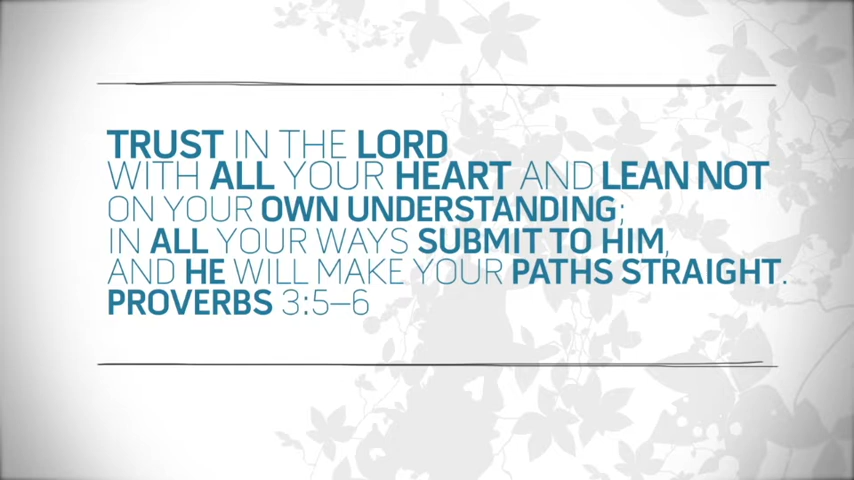 TRUST IN THE LORD
WITH ALL YOUR HEART AND LEAN NOT
ON YOUR OWN UNDERSTANDING;
IN ALL YOUR WAYS SUBMIT TO HIM,
AND HE WILL MAKE YOUR PATHS STRAIGHT.
PROVERBS 3:5–6